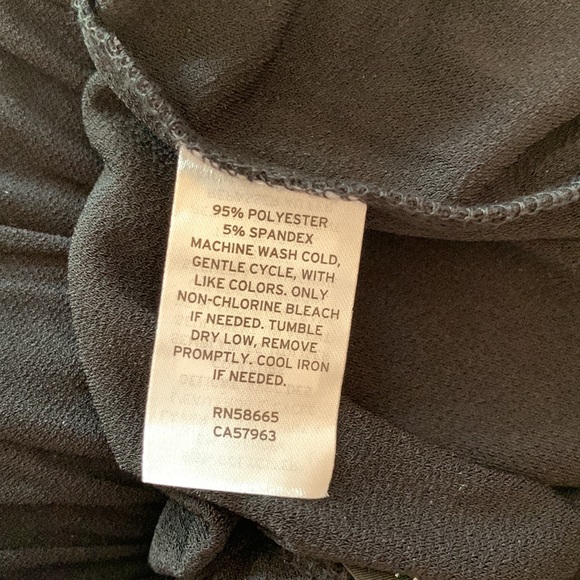 95% POLYESTER
5% SPANDEX
MACHINE WASH COLD,
GENTLE CYCLE, WITH
LIKE COLORS. ONLY
NON-CHLORINE BLEACH
IF NEEDED. TUMBLE
DRY LOW, REMOVE
PROMPTLY. COOL IRON
IF NEEDED.
RN58665
CA57963